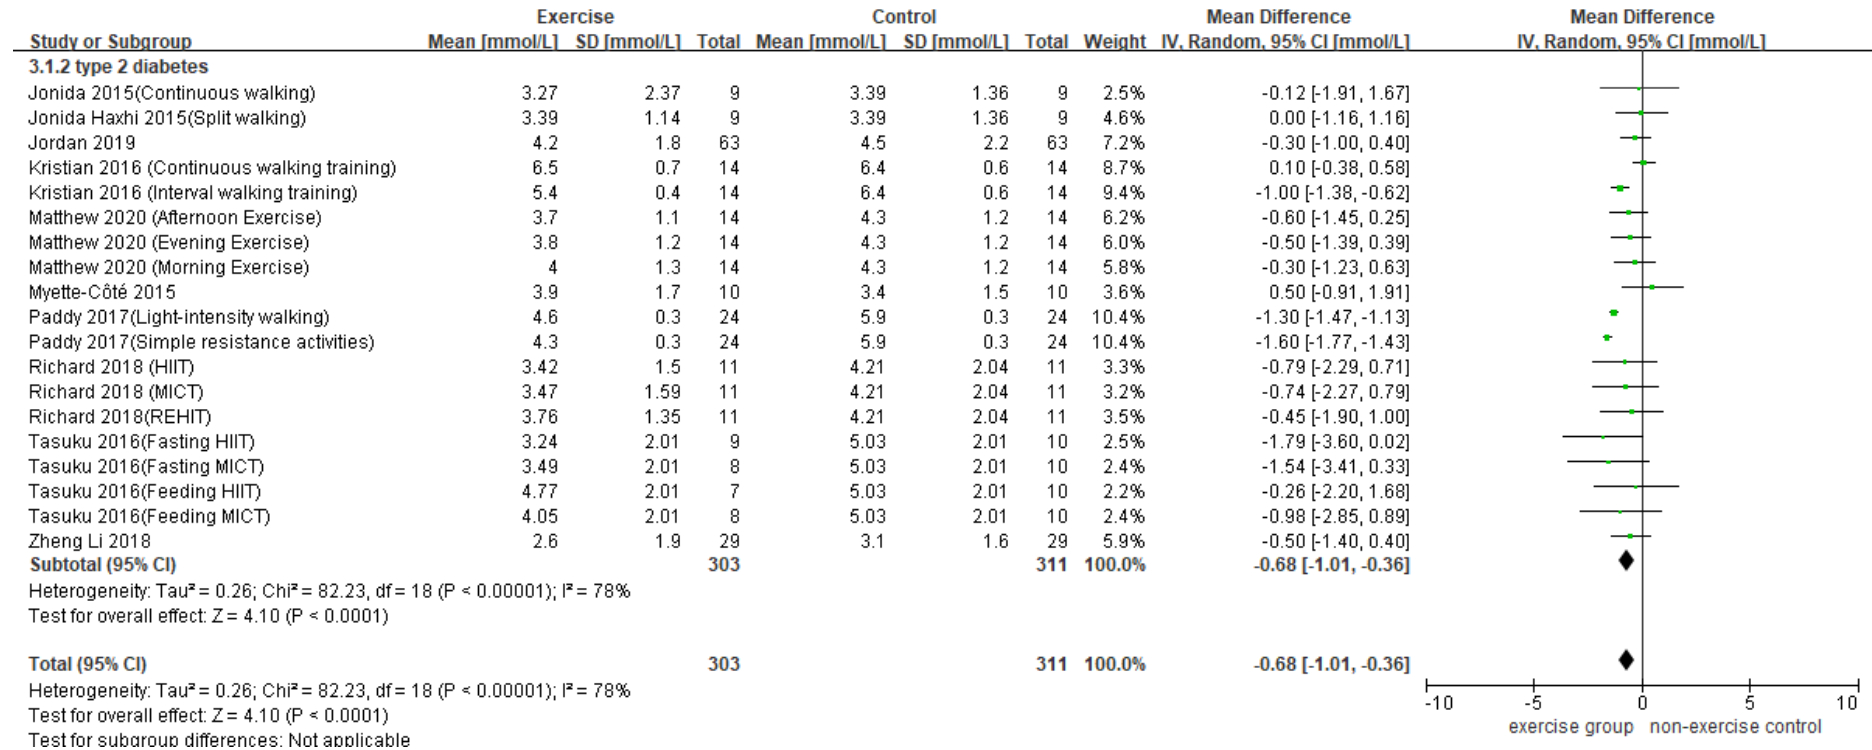 Exercise Control Mean Difference Mean Difference
Study or Subgroup Mean [mmol/L] SD [mmol/L] Total Mean [mmol/L] SD [mmol/L] Total Weight IV, Random, 95% CI [mmol/L] IV, Random, 95% CI [mmol/L]
3.1.2 type 2 diabetes
Jonida 2015(Continuous walking) 3.27 2.37 9 3.39 1.36 9 2.5% -0.12 [-1.91, 1.67]
Jonida Haxhi 2015(Split walking) 3.39 1.14 9 3.39 1.36 9 4.6% 0.00 [-1.16, 1.16]
Jordan 2019 4.2 1.8 63 4.5 2.2 63 7.2% -0.30 [-1.00, 0.40]
Kristian 2016 (Continuous walking training) 6.5 0.7 14 6.4 0.6 14 8.7% 0.10 [-0.38, 0.58]
Kristian 2016 (Interval walking training) 5.4 0.4 14 6.4 0.6 14 9.4% -1.00 [-1.38, -0.62]
Matthew 2020 (Afternoon Exercise) 3.7 1.1 14 4.3 1.2 14 6.2% -0.60 [-1.45, 0.25]
Matthew 2020 (Evening Exercise) 3.8 1.2 14 4.3 1.2 14 6.0% -0.50 [-1.39, 0.39]
Matthew 2020 (Morning Exercise) 4 1.3 14 4.3 1.2 14 5.8% -0.30 [-1.23, 0.63]
Myette-Côté 2015 3.9 1.7 10 3.4 1.5 10 3.6% 0.50 [-0.91, 1.91]
Paddy 2017(Light-intensity walking) 4.6 0.3 24 5.9 0.3 24 10.4% -1.30 [-1.47, -1.13]
Paddy 2017(Simple resistance activities) 4.3 0.3 24 5.9 0.3 24 10.4% -1.60 [-1.77, -1.43]
Richard 2018 (HIIT) 3.42 1.5 11 4.21 2.04 11 3.3% -0.79 [-2.29, 0.71]
Richard 2018 (MICT) 3.47 1.59 11 4.21 2.04 11 3.2% -0.74 [-2.27, 0.79]
Richard 2018(REHIT) 3.76 1.35 11 4.21 2.04 11 3.5% -0.45 [-1.90, 1.00]
Tasuku 2016(Fasting HIIT) 3.24 2.01 9 5.03 2.01 10 2.5% -1.79 [-3.60, 0.02]
Tasuku 2016(Fasting MICT) 3.49 2.01 8 5.03 2.01 10 2.4% -1.54 [-3.41, 0.33]
Tasuku 2016(Feeding HIIT) 4.77 2.01 7 5.03 2.01 10 2.2% -0.26 [-2.20, 1.68]
Tasuku 2016(Feeding MICT) 4.05 2.01 8 5.03 2.01 10 2.4% -0.98 [-2.85, 0.89]
Zheng Li 2018 2.6 1.9 29 3.1 1.6 29 5.9% -0.50 [-1.40, 0.40]
Subtotal (95% CI) 303 311 100.0% -0.68 [-1.01, -0.36]
Heterogeneity: Tau² = 0.26; Chi² = 82.23, df = 18 (P < 0.00001); I² = 78%
Test for overall effect: Z = 4.10 (P < 0.0001)
Total (95% CI) 303 311 100.0% -0.68 [-1.01, -0.36]
Heterogeneity: Tau² = 0.26; Chi² = 82.23, df = 18 (P < 0.00001); I² = 78%
Test for overall effect: Z = 4.10 (P < 0.0001)
Test for subgroup differences: Not applicable
-10 -5 0 5 10
exercise group non-exercise control